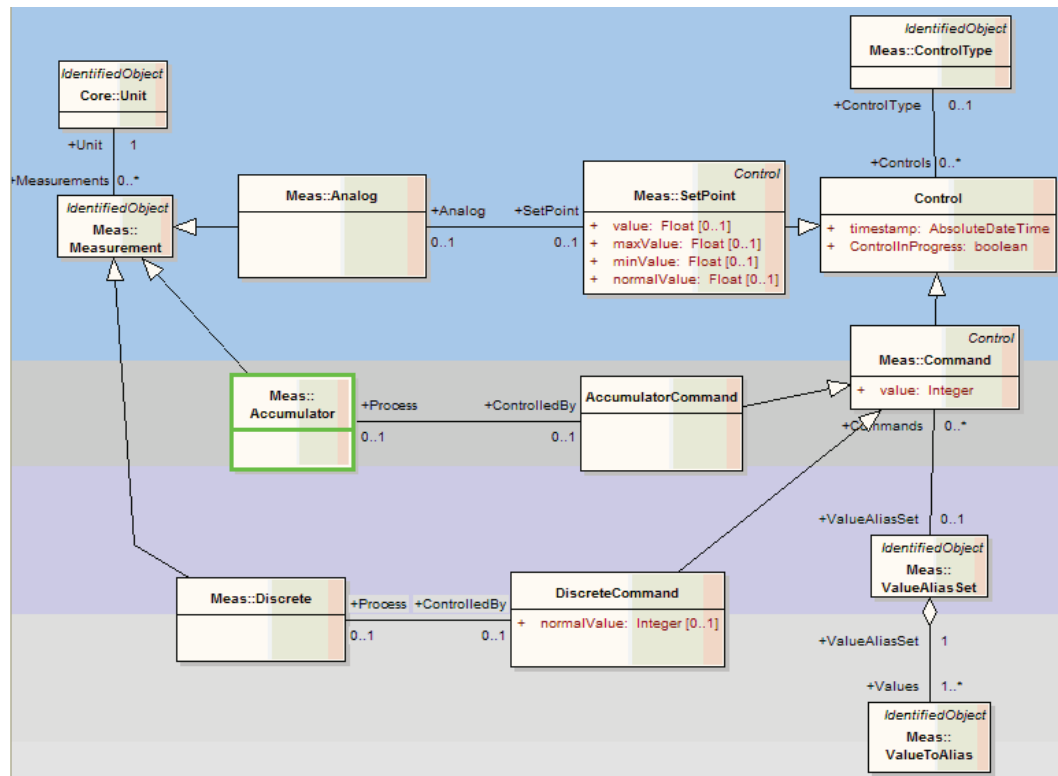 IdentifiedObject
Meas::ControlType
+ControlType 0..1
IdentifiedObject
Core::Unit
+Unit 1
+Measurements 0..*
IdentifiedObject
Meas::
Measurement
Meas::Analog
+Analog +SetPoint
0..1 0..1
Control
Meas::SetPoint
+ value: Float [0..1]
+ maxValue: Float [0..1]
+ minValue: Float [0..1]
+ normalValue: Float [0..1]
+Controls 0..*
Control
+ timestamp: AbsoluteDateTime
+ ControlInProgress: boolean
Control
Meas::Command
+ value: Integer
+Commands 0..*
Meas::
Accumulator
+Process +ControlledBy
0..1 0..1
AccumulatorCommand
+ValueAliasSet 0..1
IdentifiedObject
Meas::
ValueAliasSet
Meas::Discrete
+Process +ControlledBy
0..1 0..1
DiscreteCommand
+ normalValue: Integer [0..1]
+ValueAliasSet 1
+Values 1..*
IdentifiedObject
Meas::
ValueToAlias